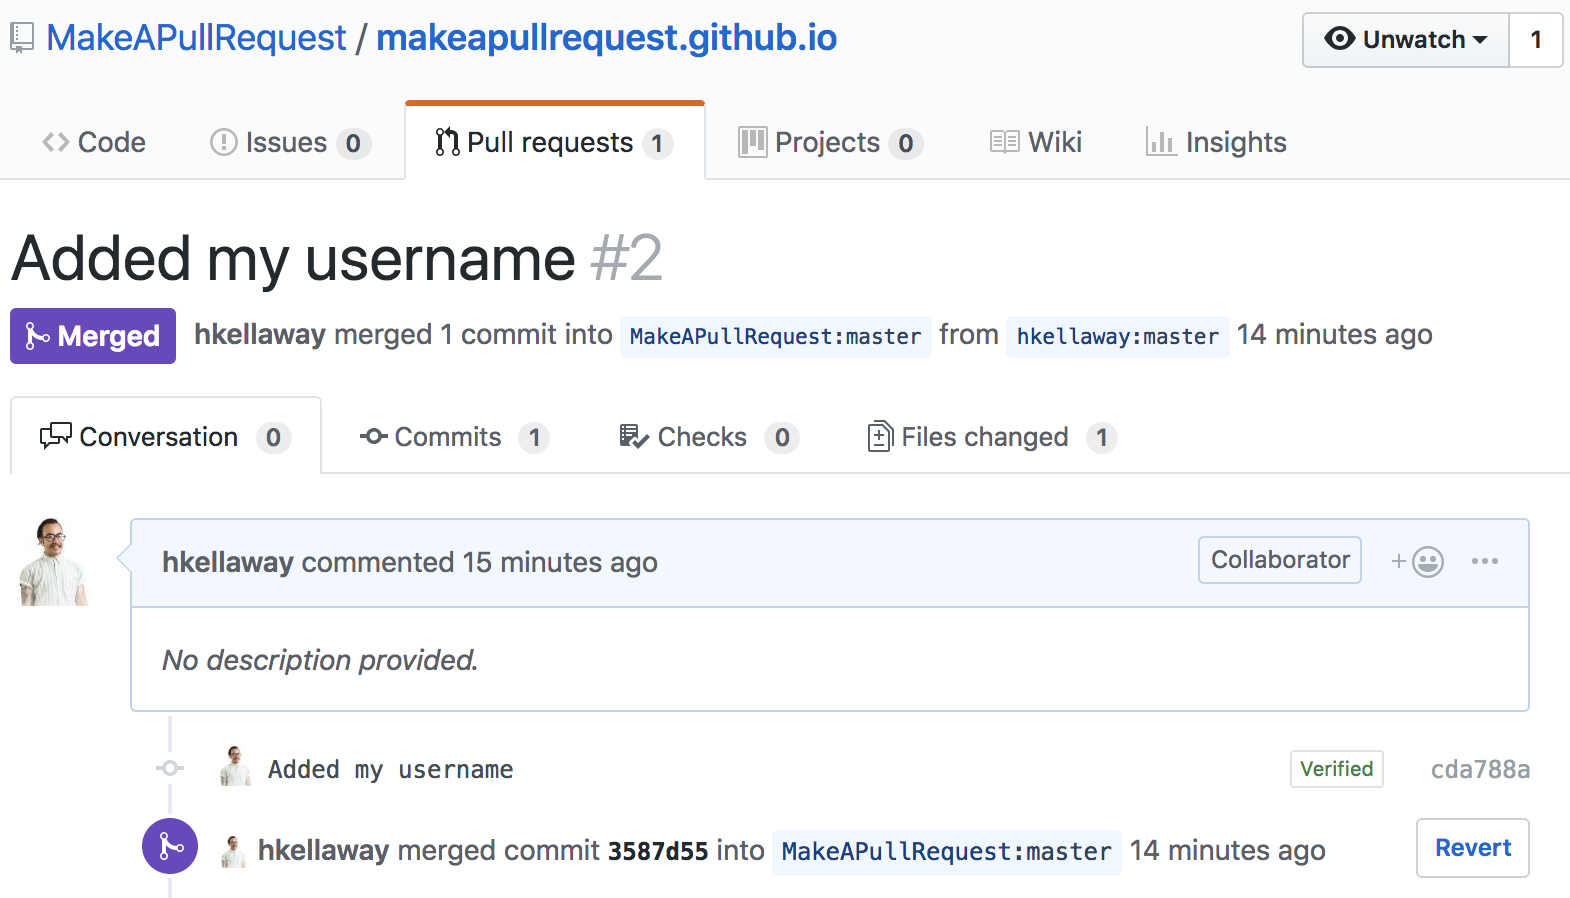 MakeAPullRequest / makeapullrequest.github.io Unwatch 1
Code Issues 0 Pull requests 1 Projects 0 Wiki Insights
Added my username #2
Merged hkellaway merged 1 commit into MakeAPullRequest:master from hkellaway:master 14 minutes ago
Conversation 0 Commits 1 Checks 0 Files changed 1
hkellaway commented 15 minutes ago Collaborator
No description provided.
Added my username Verified cda788a
hkellaway merged commit 3587d55 into MakeAPullRequest:master 14 minutes ago Revert